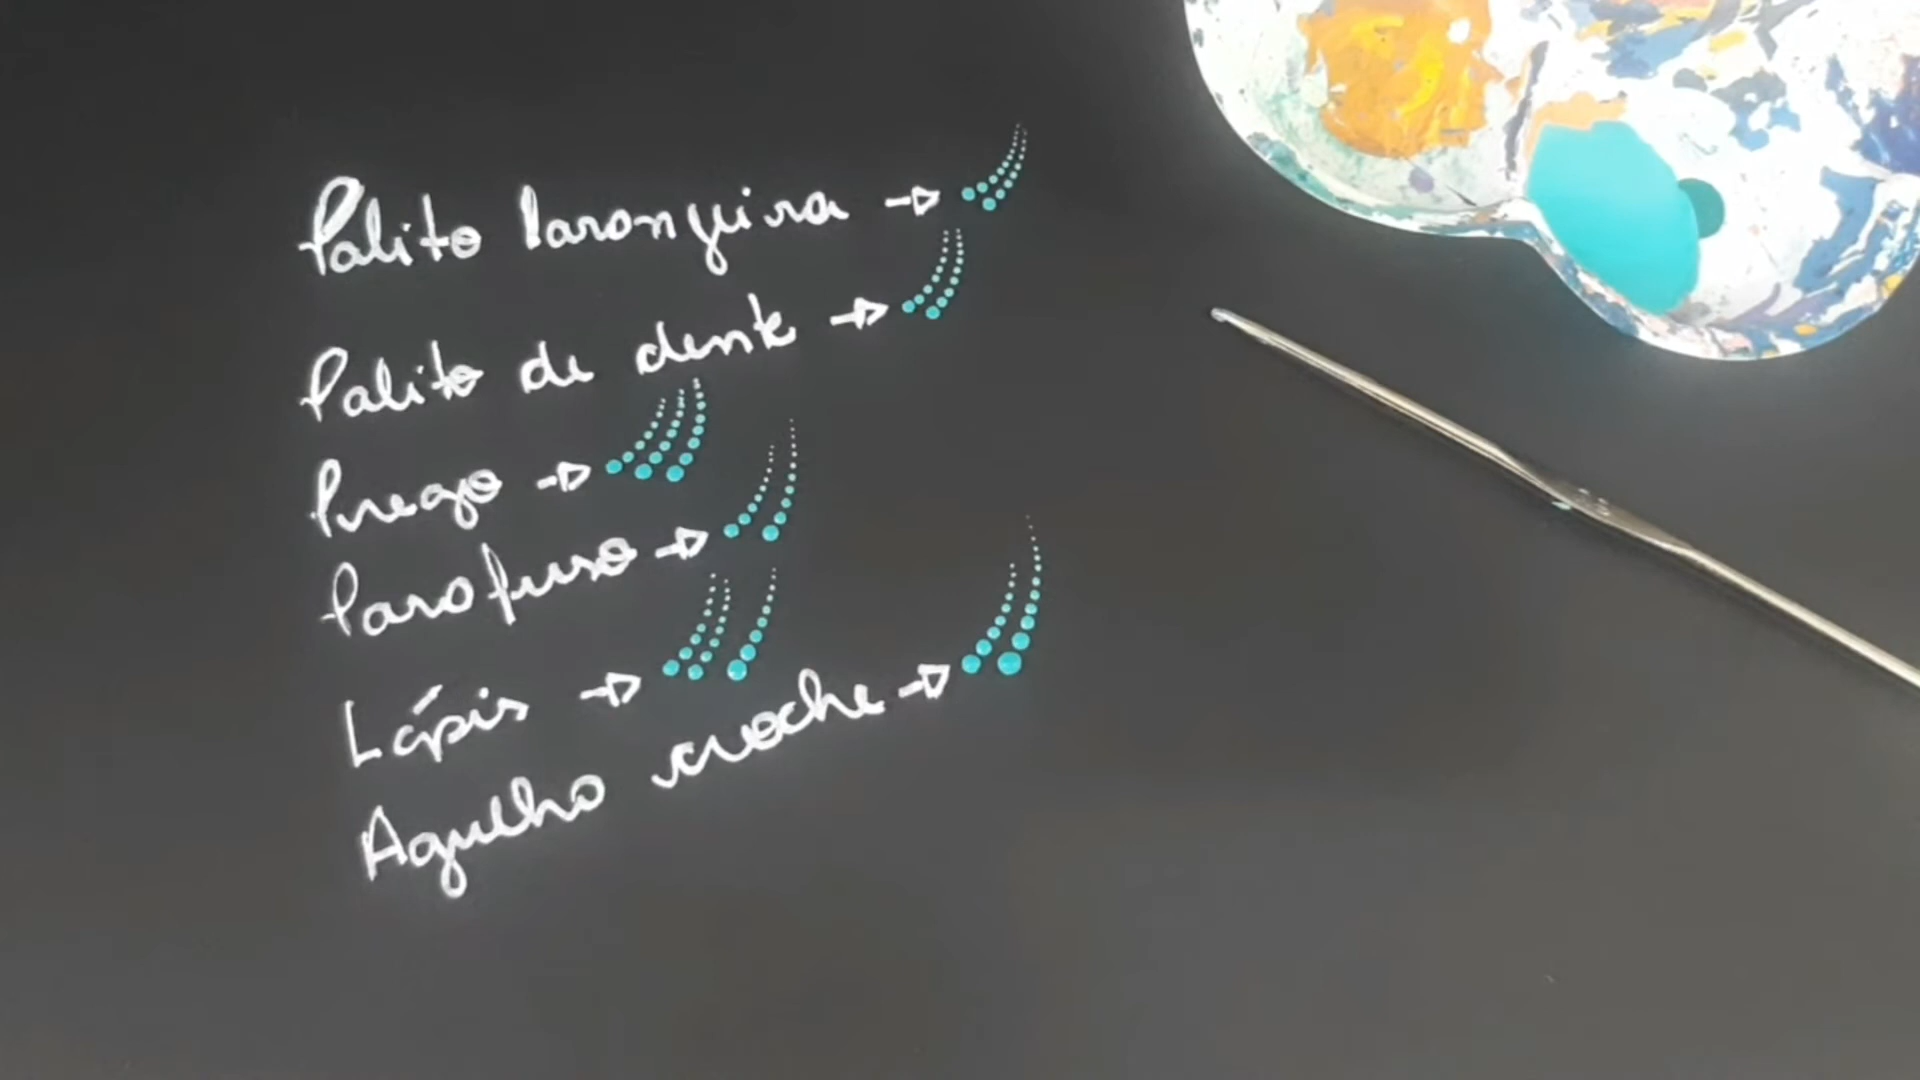 Palito laranjeira
Palito de dente
Prego
Parafuso
Lápis
Agulha croche